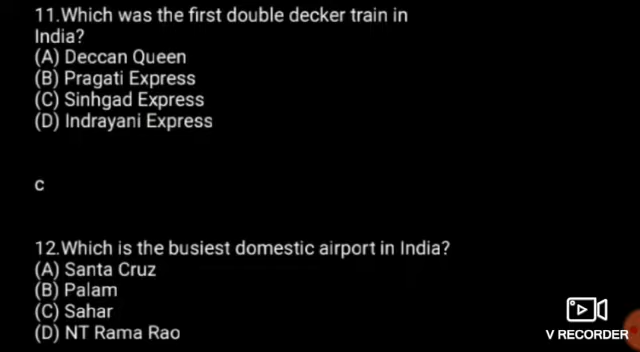 11.Which was the first double decker train in
India?
(A) Deccan Queen
(B) Pragati Express
(C) Sinhgad Express
(D) Indrayani Express
c
12.Which is the busiest domestic airport in India?
(A) Santa Cruz
(B) Palam
(C) Sahar
(D) NT Rama Rao
V RECORDER